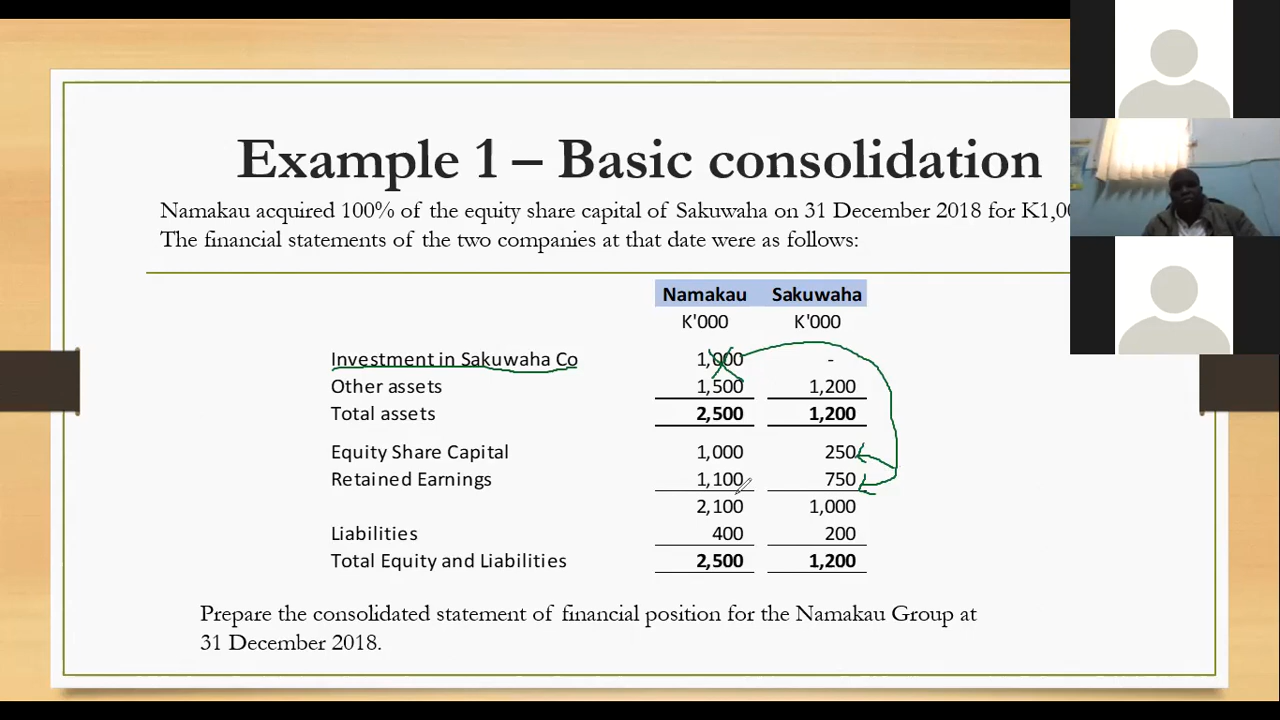 Example 1 – Basic consolidation
Namakau acquired 100% of the equity share capital of Sakuwaha on 31 December 2018 for
The financial statements of the two companies at that date were as follows:
Namakau Sakuwaha
K'000 K'000
Investment in Sakuwaha Co 1,000 -
Other assets 1,500 1,200
Total assets 2,500 1,200
Equity Share Capital 1,000 250
Retained Earnings 1,100 750
2,100 1,000
Liabilities 400 200
Total Equity and Liabilities 2,500 1,200
Prepare the consolidated statement of financial position for the Namakau Group at
31 December 2018.